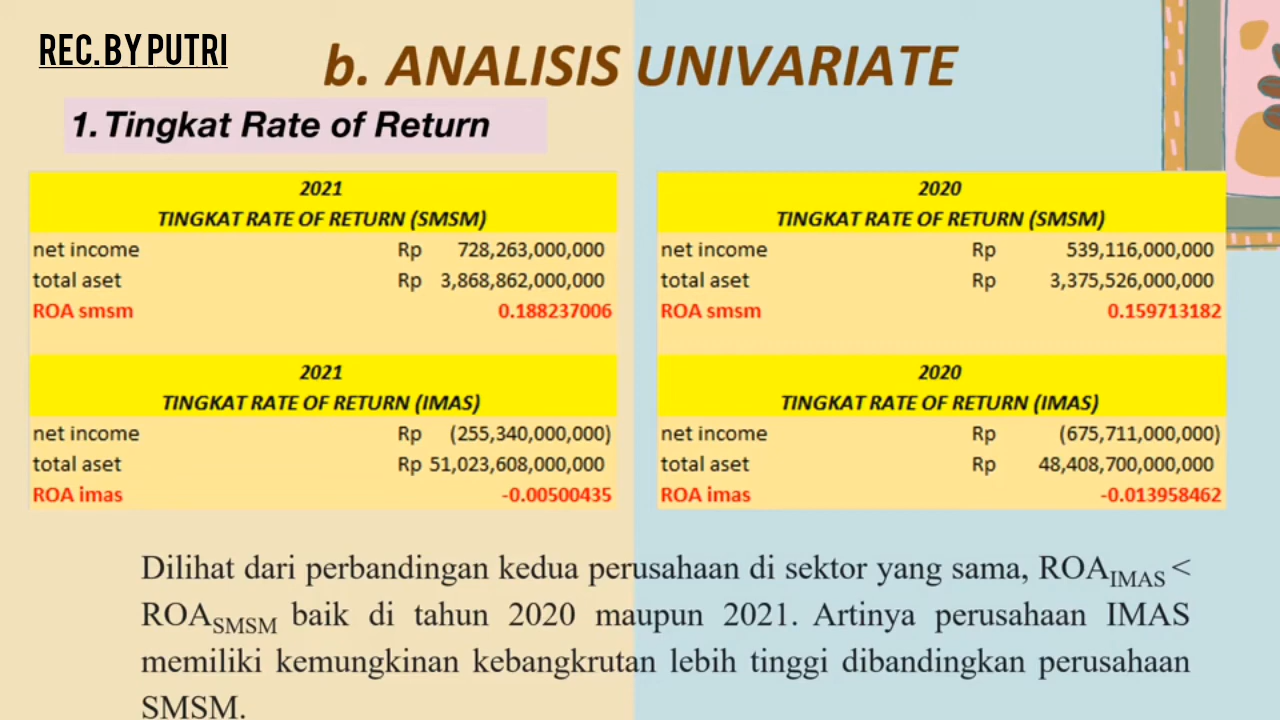 REC. BY PUTRI
b. ANALISIS UNIVARIATE
1. Tingkat Rate of Return
2021
TINGKAT RATE OF RETURN (SMSM)
net income Rp 728,263,000,000
total aset Rp 3,868,862,000,000
ROA smsm 0.188237006
2021
TINGKAT RATE OF RETURN (IMAS)
net income Rp (255,340,000,000)
total aset Rp 51,023,608,000,000
ROA imas -0.00500435
2020
TINGKAT RATE OF RETURN (SMSM)
net income Rp 539,116,000,000
total aset Rp 3,375,526,000,000
ROA smsm 0.159713182
2020
TINGKAT RATE OF RETURN (IMAS)
net income Rp (675,711,000,000)
total aset Rp 48,408,700,000,000
ROA imas -0.013958462
Dilihat dari perbandingan kedua perusahaan di sektor yang sama, ROA IMAS <
ROA SMSM baik di tahun 2020 maupun 2021. Artinya perusahaan IMAS
memiliki kemungkinan kebangkrutan lebih tinggi dibandingkan perusahaan
SMSM.